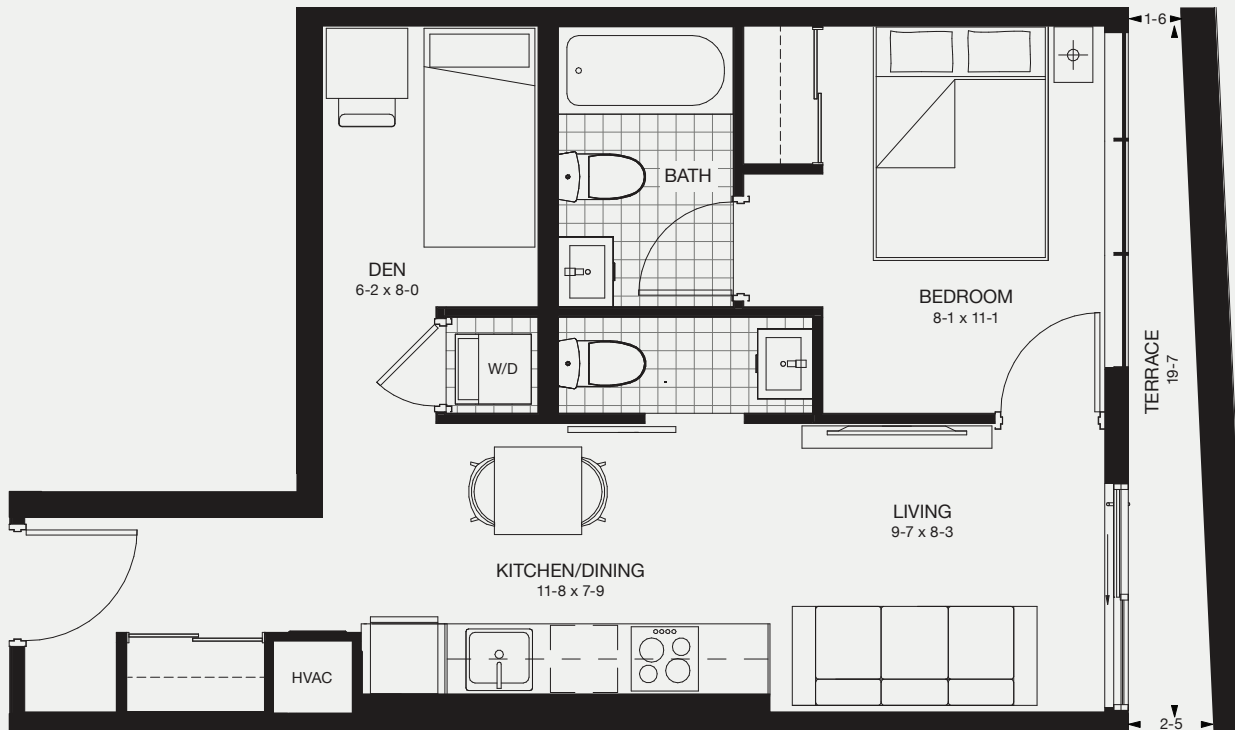 1-6
BATH
DEN
6-2 x 8-0
BEDROOM
8-1 x 11-1
W/D
TERRACE
19-7
LIVING
9-7 x 8-3
KITCHEN/DINING
11-8 x 7-9
HVAC
2-5